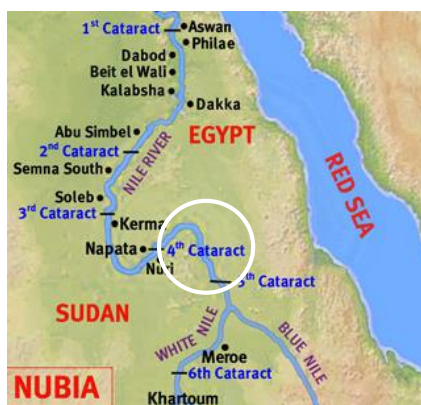 1st Cataract
Aswan
Philae
Dabod
Beit el Wali
Kalabsha
Dakka
Abu Simbel
EGYPT
2nd Cataract
NILE RIVER
Semna South
RED SEA
Soleb
3rd Cataract
Kerma
Napata
4th Cataract
Nuri
5th Cataract
SUDAN
WHITE NILE
BLUE NILE
Meroe
6th Cataract
NUBIA
Khartoum